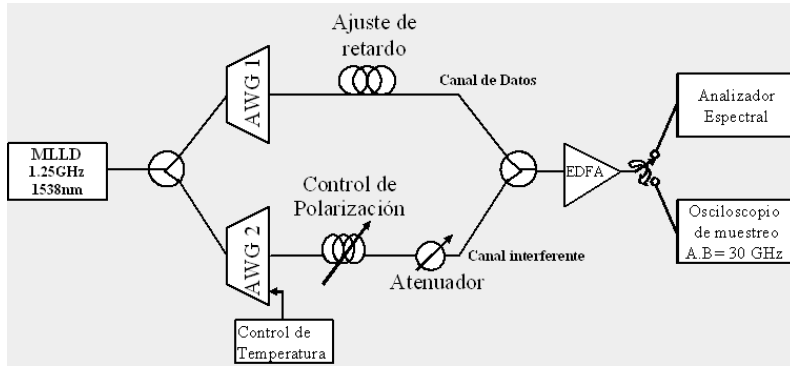 Ajuste de
retardo
AWG 1
Canal de Datos
Analizador
Espectral
MLLD
1.25GHz
1538nm
EDFA
Control de
Polarización
AWG 2
Atenuador
Canal interferente
Osciloscopio
de muestreo
A.B= 30 GHz
Control de
Temperatura